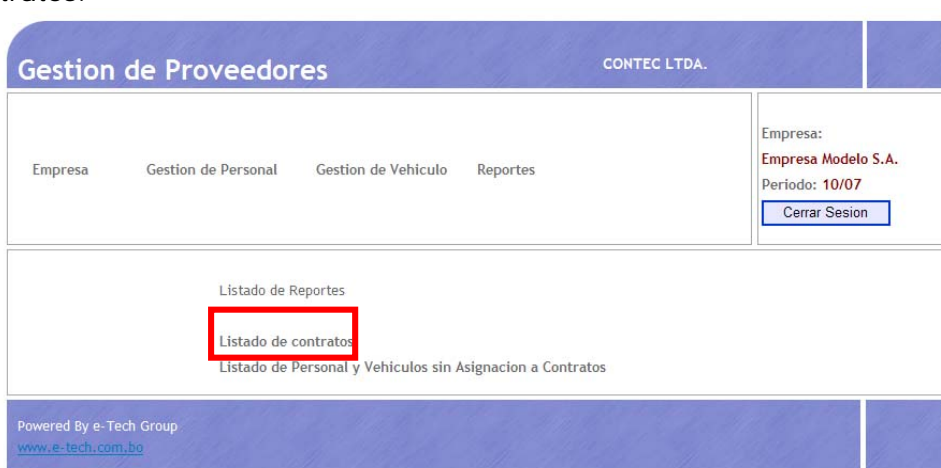 Gestion de Proveedores
CONTEC LTDA.
Empresa
Gestion de Personal
Gestion de Vehiculo
Reportes
Empresa:
Empresa Modelo S.A.
Periodo: 10/07
Cerrar Sesion
Listado de Reportes
Listado de contratos
Listado de Personal y Vehiculos sin Asignacion a Contratos
Powered By e-Tech Group
www.e-tech.com.bo